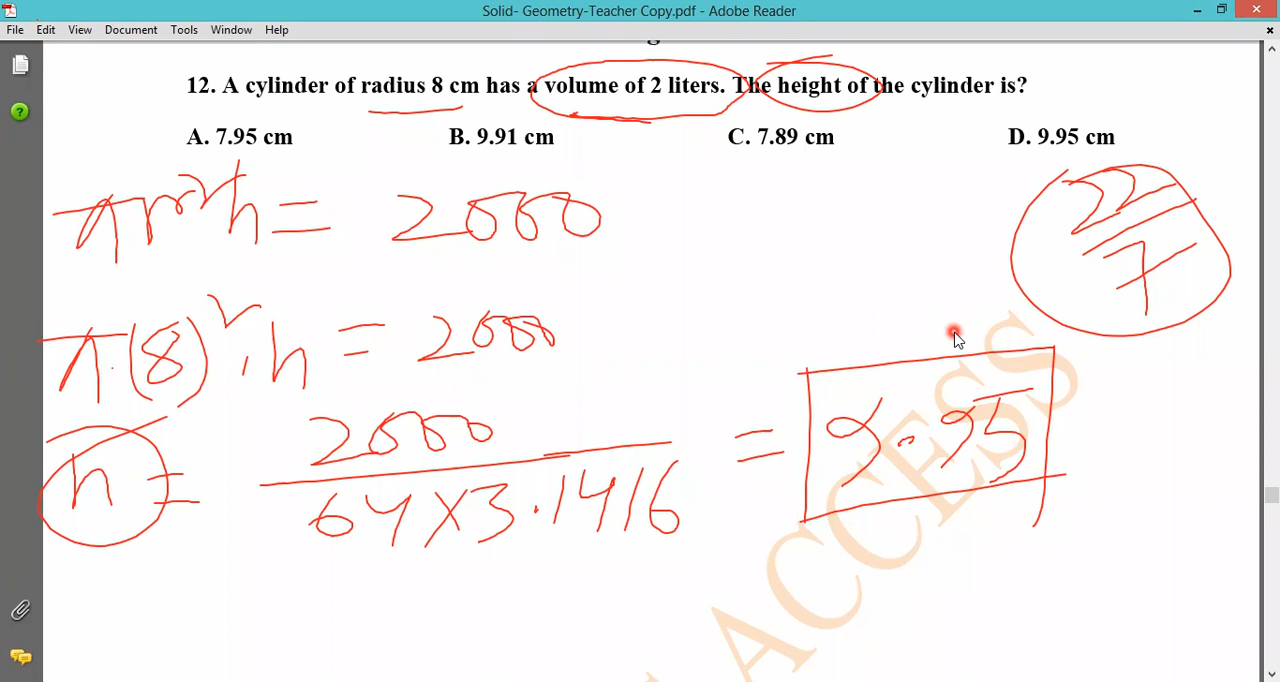 Solid- Geometry-Teacher Copy.pdf - Adobe Reader
File Edit View Document Tools Window Help
12. A cylinder of radius 8 cm has a volume of 2 liters. The height of the cylinder is?
A. 7.95 cm B. 9.91 cm C. 7.89 cm D. 9.95 cm
πr²h = 2000
22/7
π.(8)².h = 2000
h = 2000/64×3.1416 = 9.95
ACCESS